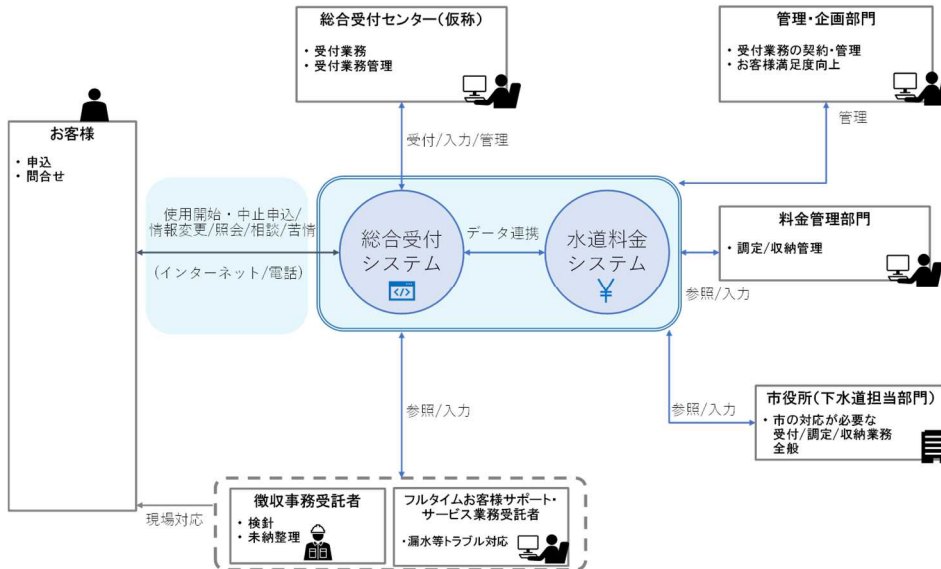 総合受付センター(仮称)
・ 受付業務
・ 受付業務管理
管理・企画部門
・ 受付業務の契約・管理
・ お客様満足度向上
お客様
・ 申込
・ 問合せ
受付/入力/管理
管理
使用開始・中止申込/
情報変更/照会/相談/苦情
(インターネット/電話)
総合受付
システム
データ連携
水道料金
システム
料金管理部門
・ 調定/収納管理
参照/入力
参照/入力
参照/入力
市役所(下水道担当部門)
・ 市の対応が必要な
受付/調定/収納業務
全般
現場対応
徴収事務受託者
・ 検針
・ 未納整理
フルタイムお客様サポート・
サービス業務受託者
・漏水等トラブル対応